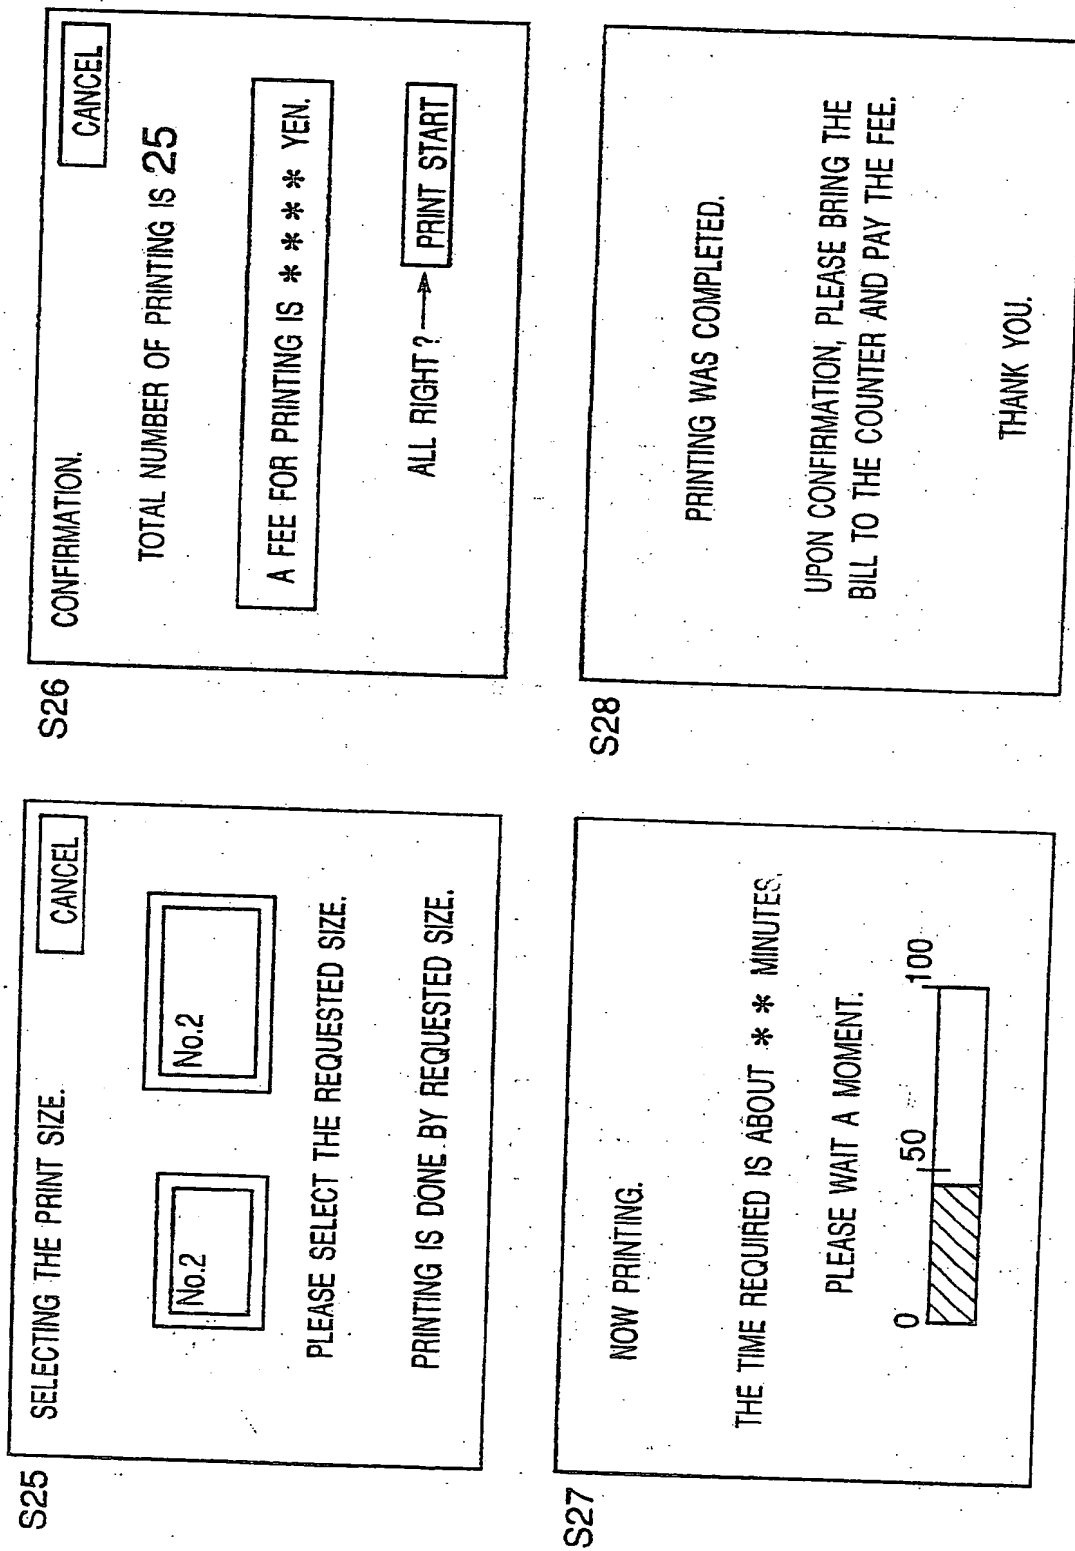 S25
SELECTING THE PRINT SIZE.
CANCEL
No.2
No.2
PLEASE SELECT THE REQUESTED SIZE.
PRINTING IS DONE BY REQUESTED SIZE.
S26
CONFIRMATION.
CANCEL
TOTAL NUMBER OF PRINTING IS 25
A FEE FOR PRINTING IS * * * * YEN.
ALL RIGHT? → PRINT START
S27
NOW PRINTING.
THE TIME REQUIRED IS ABOUT * * MINUTES.
PLEASE WAIT A MOMENT.
0 50 100
S28
PRINTING WAS COMPLETED.
UPON CONFIRMATION, PLEASE BRING THE
BILL TO THE COUNTER AND PAY THE FEE.
THANK YOU.